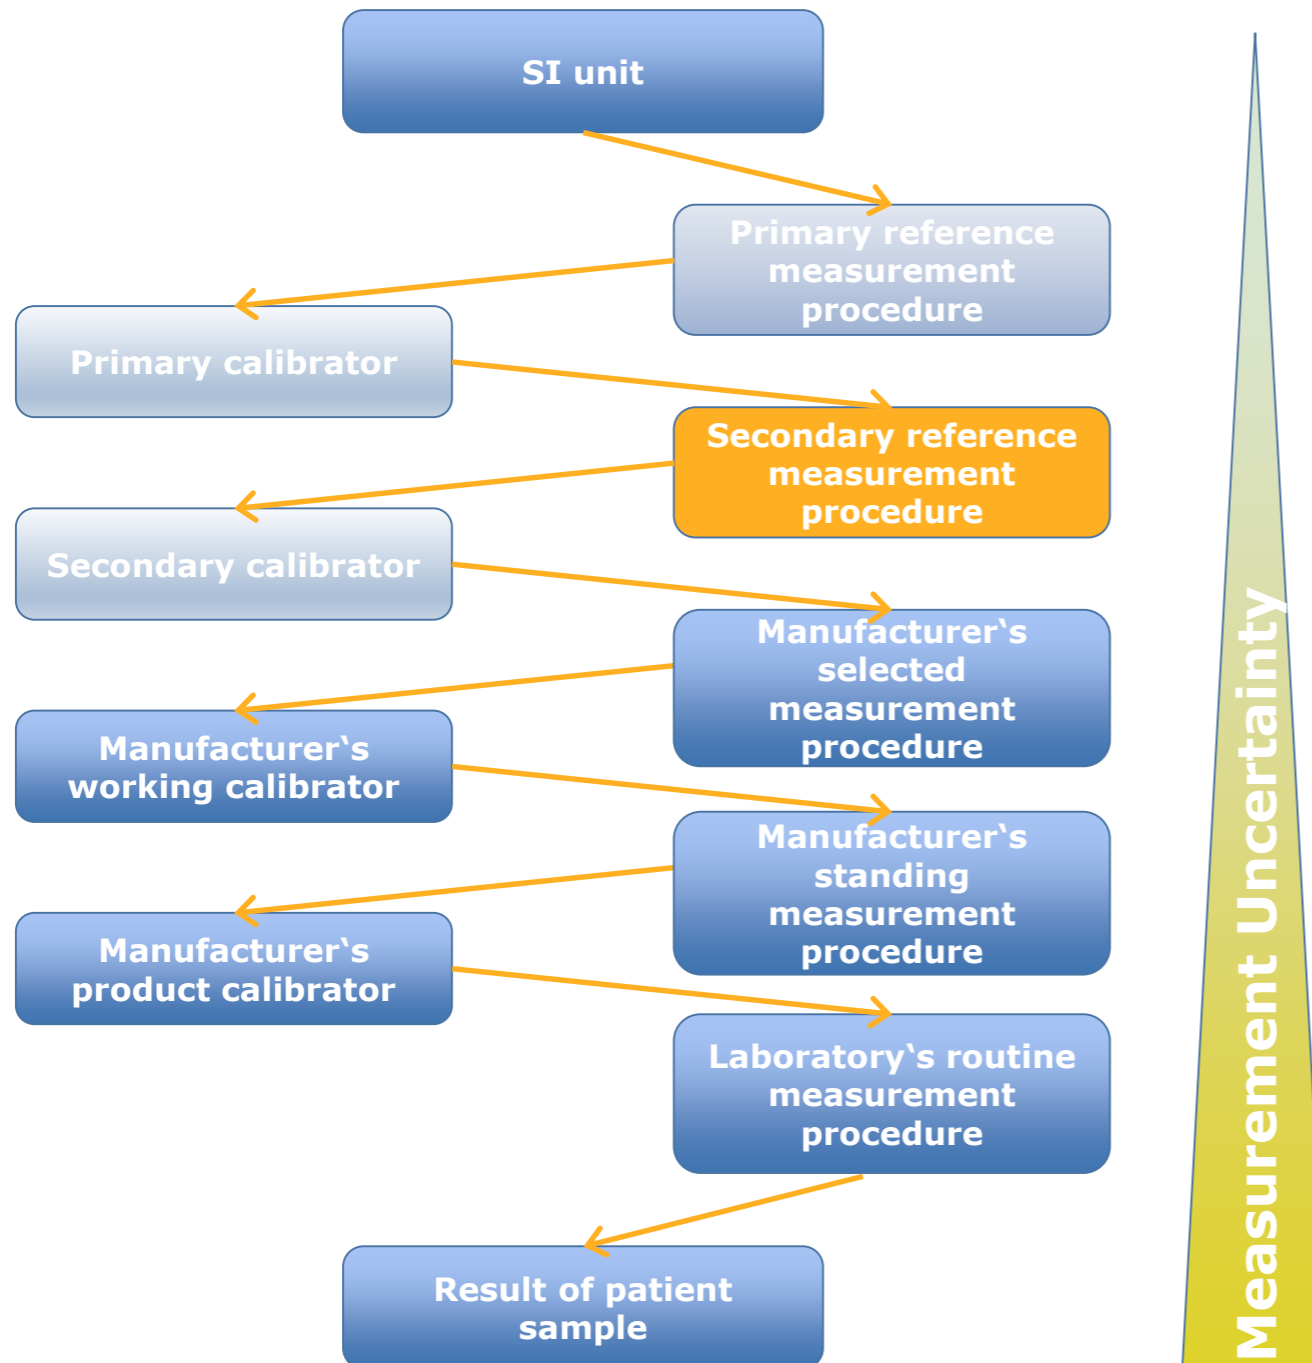 SI unit
Primary reference
measurement
procedure
Primary calibrator
Secondary reference
measurement
procedure
Secondary calibrator
Manufacturer‘s
selected
measurement
procedure
Manufacturer‘s
working calibrator
Manufacturer‘s
standing
measurement
procedure
Manufacturer‘s
product calibrator
Laboratory‘s routine
measurement
procedure
Result of patient
sample
Measurement Uncertainty